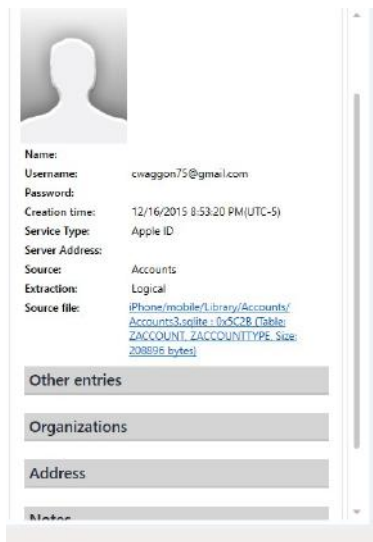 Name:
Username: cwaggon75@gmail.com
Password:
Creation time: 12/16/2015 8:53:20 PM(UTC-5)
Service Type: Apple ID
Server Address:
Source: Accounts
Extraction: Logical
Source file: iPhone/mobile/Library/Accounts/
Accounts3.sqlite : 0x5C2B (Table:
ZACCOUNT, ZACCOUNTTYPE, Size:
208896 bytes)
Other entries
Organizations
Address
Notes